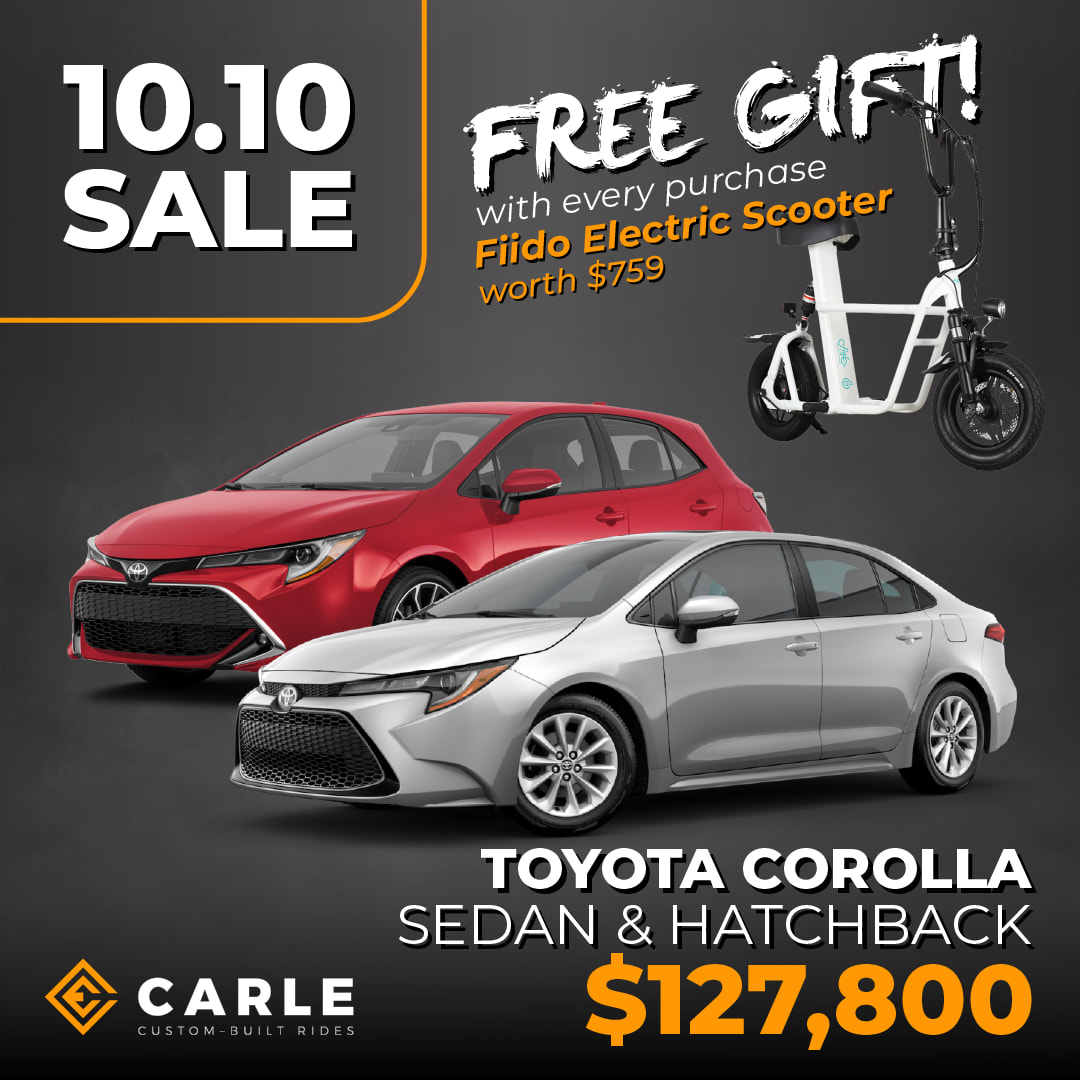 10.10
SALE
FREE GIFT!
with every purchase
Fiido Electric Scooter
worth $759
TOYOTA COROLLA
SEDAN & HATCHBACK
$127,800
CARLE
CUSTOM-BUILT RIDES